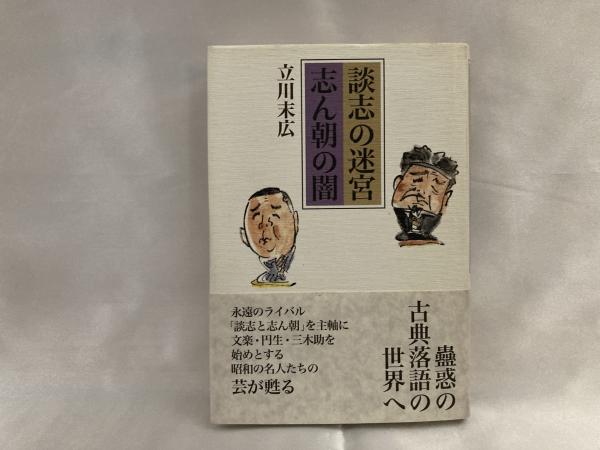 談志の迷宮
志ん朝の闇
立川末広
蠱惑の
古典落語の
世界へ
永遠のライバル
「談志と志ん朝」を主軸に
文楽・円生・三木助を
始めとする
昭和の名人たちの
芸が甦る